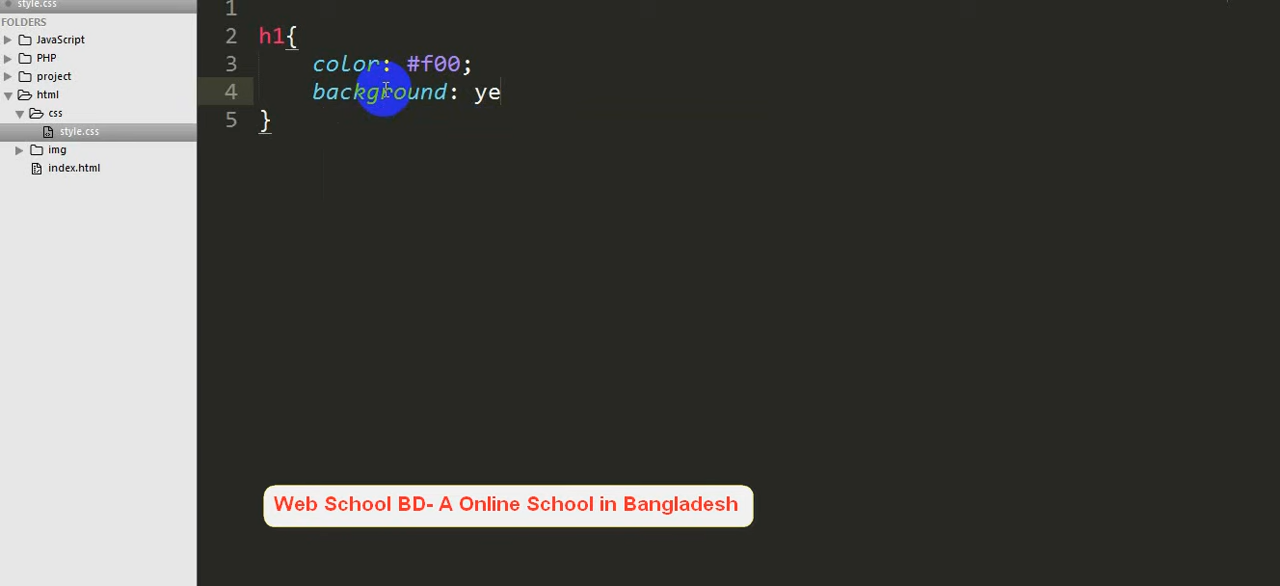 style.css
FOLDERS
JavaScript
PHP
project
html
css
style.css
img
index.html
1
2 h1{
3 color: #f00;
4 background: ye
5 }
Web School BD- A Online School in Bangladesh